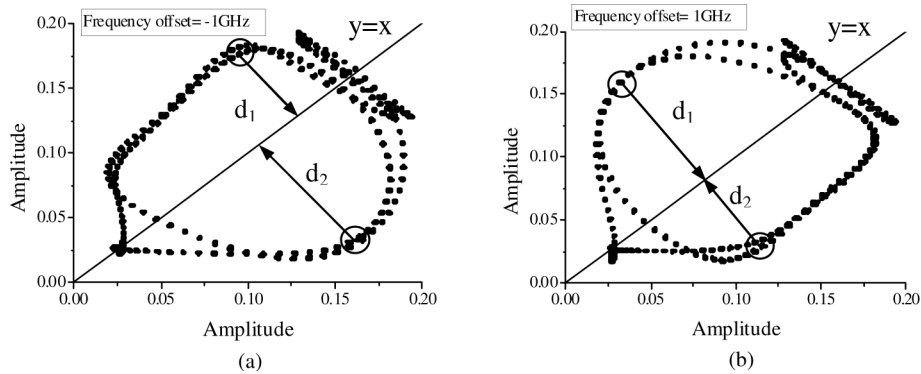 Frequency offset= -1GHz
y=x
0.20
0.15
0.10
0.05
0.00
Amplitude
d1
d2
0.00 0.05 0.10 0.15 0.20
Amplitude
(a)
Frequency offset= 1GHz
y=x
0.20
0.15
0.10
0.05
0.00
Amplitude
d1
d2
0.00 0.05 0.10 0.15 0.20
Amplitude
(b)